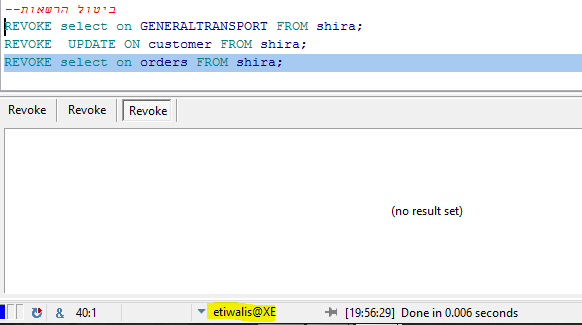 --ביטול הרשאות
REVOKE select on GENERALTRANSPORT FROM shira;
REVOKE  UPDATE ON customer FROM shira;
REVOKE select on orders FROM shira;
Revoke Revoke Revoke
(no result set)
& 40:1 etiwalis@XE [19:56:29] Done in 0.006 seconds